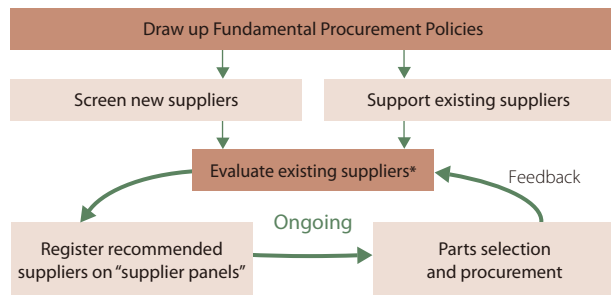 Draw up Fundamental Procurement Policies
Screen new suppliers
Support existing suppliers
Evaluate existing suppliers*
Feedback
Ongoing
Register recommended
suppliers on “supplier panels”
Parts selection
and procurement